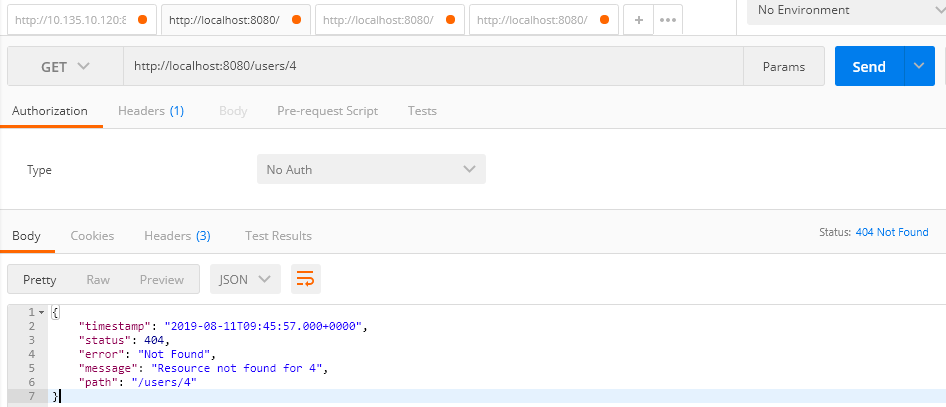 http://10.135.10.120:8 http://localhost:8080/ http://localhost:8080/ http://localhost:8080/ + ••• No Environment
GET http://localhost:8080/users/4 Params Send
Authorization Headers (1) Body Pre-request Script Tests
Type No Auth
Body Cookies Headers (3) Test Results Status: 404 Not Found
Pretty Raw Preview JSON
1 {
2 "timestamp": "2019-08-11T09:45:57.000+0000",
3 "status": 404,
4 "error": "Not Found",
5 "message": "Resource not found for 4",
6 "path": "/users/4"
7 }